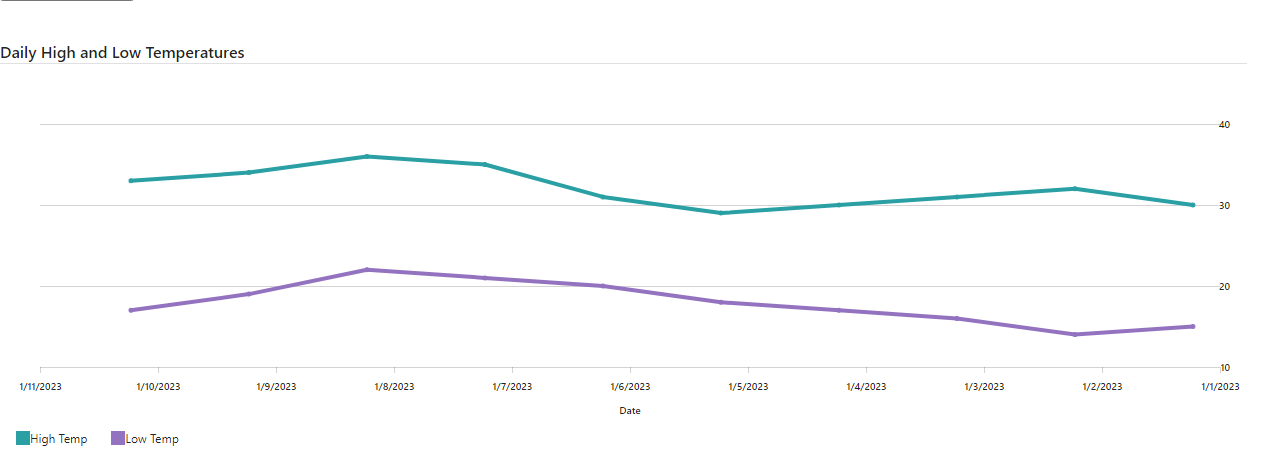 Daily High and Low Temperatures
40
30
20
10
1/11/2023 1/10/2023 1/9/2023 1/8/2023 1/7/2023 1/6/2023 1/5/2023 1/4/2023 1/3/2023 1/2/2023 1/1/2023
Date
High Temp Low Temp